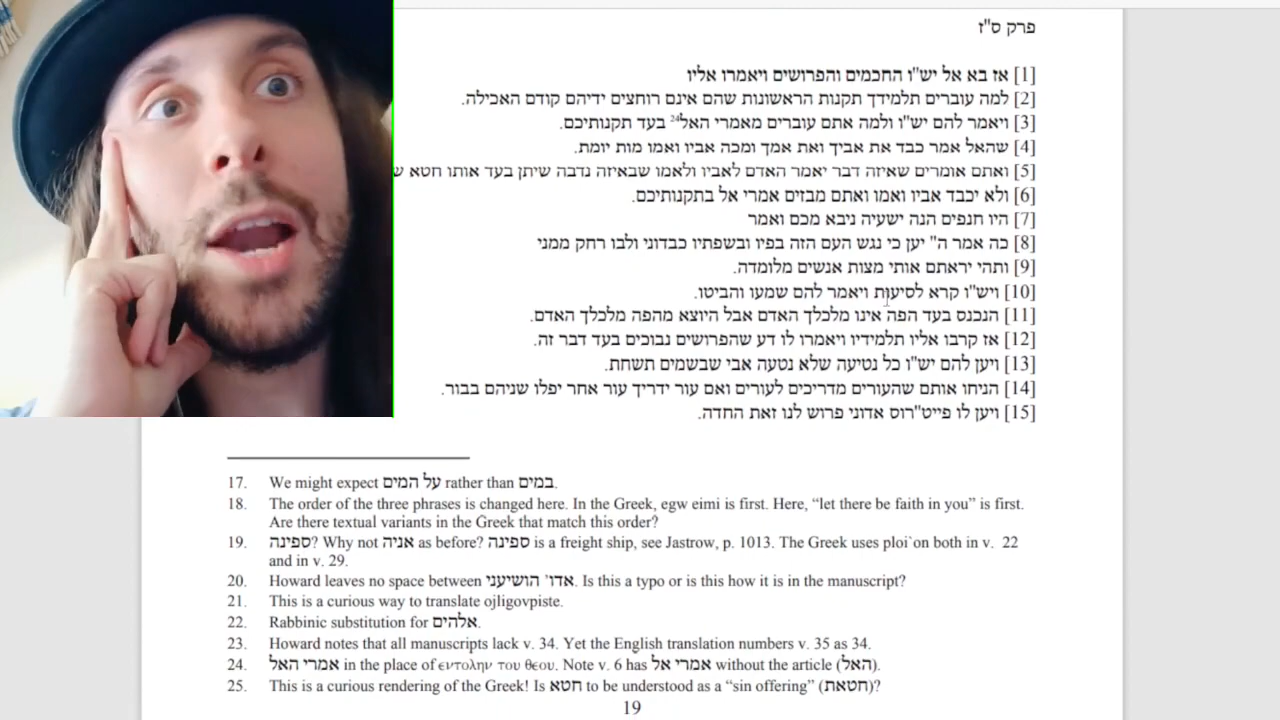 פרק ס"ז
[1] אז בא אל יש"ו החכמים והפרושים ויאמרו אליו
[2] למה עוברים תלמידך תקנות הראשונות שהם אינם רוחצים ידיהם קודם האכילה.
[3] ויאמר להם יש"ו ולמה אתם עוברים מאמרי האל24 בעד תקנותיכם.
[4] שהאל אמר כבד את אביך ואת אמך ומכה אביו ואמו מות יומת.
[5] ואתם אומרים שאיזה דבר יאמר האדם לאביו ולאמו שבאיזה נדבה שיתן בעד אותו חטא ש
[6] ולא יכבד אביו ואמו ואתם מבזים אמרי אל בתקנותיכם.
[7] היו חנפים הנה ישעיה ניבא מכם ואמר
[8] כה אמר ה" יען כי נגש העם הזה בפיו ובשפתיו כבדוני ולבו רחק ממני
[9] ותהי יראתם אותי מצות אנשים מלומדה.
[10] ויש"ו קרא לסיעות ויאמר להם שמעו והביטו.
[11] הנכנס בעד הפה אינו מלכלך האדם אבל היוצא מהפה מלכלך האדם.
[12] אז קרבו אליו תלמידיו ויאמרו לו דע שהפרושים נבוכים בעד דבר זה.
[13] ויען להם יש"ו כל נטיעה שלא נטעה אבי שבשמים תשחת.
[14] הניחו אותם שהעורים מדריכים לעורים ואם עור ידריך עור אחר יפלו שניהם בבור.
[15] ויען לו פייט"רוס אדוני פרוש לנו זאת החדה.
17. We might expect על המים rather than במים.
18. The order of the three phrases is changed here. In the Greek, egw eimi is first. Here, “let there be faith in you” is first.
Are there textual variants in the Greek that match this order?
19. ספינה? Why not אניה as before? ספינה is a freight ship, see Jastrow, p. 1013. The Greek uses ploi`on both in v. 22
and in v. 29.
20. Howard leaves no space between אדו' הושיעני. Is this a typo or is this how it is in the manuscript?
21. This is a curious way to translate ojligovpiste.
22. Rabbinic substitution for אלהים.
23. Howard notes that all manuscripts lack v. 34. Yet the English translation numbers v. 35 as 34.
24. אמרי האל in the place of εντολην του θεου. Note v. 6 has אמרי אל without the article (האל).
25. This is a curious rendering of the Greek! Is חטא to be understood as a “sin offering” (חטאת)?
19